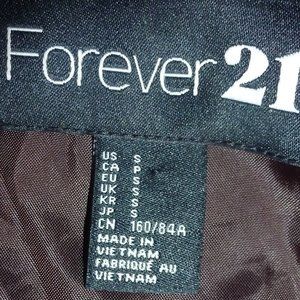 Forever 21
US S
CA P
EU S
UK S
KR S
JP S
CN 160/84A
MADE IN
VIETNAM
FABRIQUÉ AU
VIETNAM